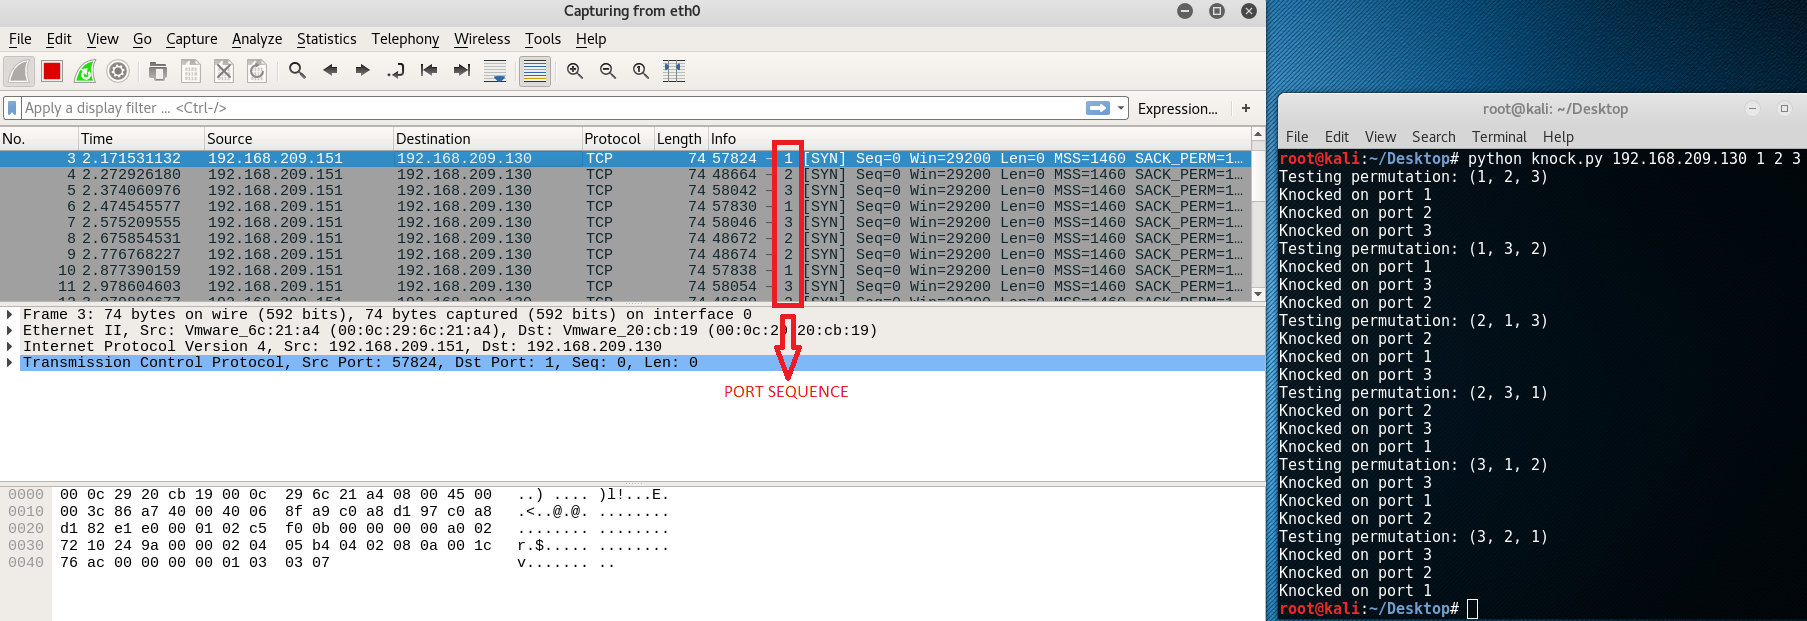 Capturing from eth0
File Edit View Go Capture Analyze Statistics Telephony Wireless Tools Help
Apply a display filter ... <Ctrl-/> Expression... +
No. Time Source Destination Protocol Length Info
3 2.171531132 192.168.209.151 192.168.209.130 TCP 74 57824 → 1 [SYN] Seq=0 Win=29200 Len=0 MSS=1460 SACK_PERM=1…
4 2.272926180 192.168.209.151 192.168.209.130 TCP 74 48664 → 2 [SYN] Seq=0 Win=29200 Len=0 MSS=1460 SACK_PERM=1…
5 2.374060976 192.168.209.151 192.168.209.130 TCP 74 58042 → 3 [SYN] Seq=0 Win=29200 Len=0 MSS=1460 SACK_PERM=1…
6 2.474545577 192.168.209.151 192.168.209.130 TCP 74 57830 → 1 [SYN] Seq=0 Win=29200 Len=0 MSS=1460 SACK_PERM=1…
7 2.575209555 192.168.209.151 192.168.209.130 TCP 74 58046 → 3 [SYN] Seq=0 Win=29200 Len=0 MSS=1460 SACK_PERM=1…
8 2.675854531 192.168.209.151 192.168.209.130 TCP 74 48672 → 2 [SYN] Seq=0 Win=29200 Len=0 MSS=1460 SACK_PERM=1…
9 2.776768227 192.168.209.151 192.168.209.130 TCP 74 48674 → 2 [SYN] Seq=0 Win=29200 Len=0 MSS=1460 SACK_PERM=1…
10 2.877390159 192.168.209.151 192.168.209.130 TCP 74 57838 → 1 [SYN] Seq=0 Win=29200 Len=0 MSS=1460 SACK_PERM=1…
11 2.978604603 192.168.209.151 192.168.209.130 TCP 74 58054 → 3 [SYN] Seq=0 Win=29200 Len=0 MSS=1460 SACK_PERM=1…
Frame 3: 74 bytes on wire (592 bits), 74 bytes captured (592 bits) on interface 0
Ethernet II, Src: Vmware_6c:21:a4 (00:0c:29:6c:21:a4), Dst: Vmware_20:cb:19 (00:0c:29:20:cb:19)
Internet Protocol Version 4, Src: 192.168.209.151, Dst: 192.168.209.130
Transmission Control Protocol, Src Port: 57824, Dst Port: 1, Seq: 0, Len: 0
PORT SEQUENCE
0000 00 0c 29 20 cb 19 00 0c 29 6c 21 a4 08 00 45 00 ..) .... )l!...E.
0010 00 3c 86 a7 40 00 40 06 8f a9 c0 a8 d1 97 c0 a8 .<..@.@. ........
0020 d1 82 e1 e0 00 01 02 c5 f0 0b 00 00 00 00 a0 02 ........ ........
0030 72 10 24 9a 00 00 02 04 05 b4 04 02 08 0a 00 1c r.$..... ........
0040 76 ac 00 00 00 00 01 03 03 07 v....... ..
root@kali: ~/Desktop
File Edit View Search Terminal Help
root@kali:~/Desktop# python knock.py 192.168.209.130 1 2 3
Testing permutation: (1, 2, 3)
Knocked on port 1
Knocked on port 2
Knocked on port 3
Testing permutation: (1, 3, 2)
Knocked on port 1
Knocked on port 3
Knocked on port 2
Testing permutation: (2, 1, 3)
Knocked on port 2
Knocked on port 1
Knocked on port 3
Testing permutation: (2, 3, 1)
Knocked on port 2
Knocked on port 3
Knocked on port 1
Testing permutation: (3, 1, 2)
Knocked on port 3
Knocked on port 1
Knocked on port 2
Testing permutation: (3, 2, 1)
Knocked on port 3
Knocked on port 2
Knocked on port 1
root@kali:~/Desktop#